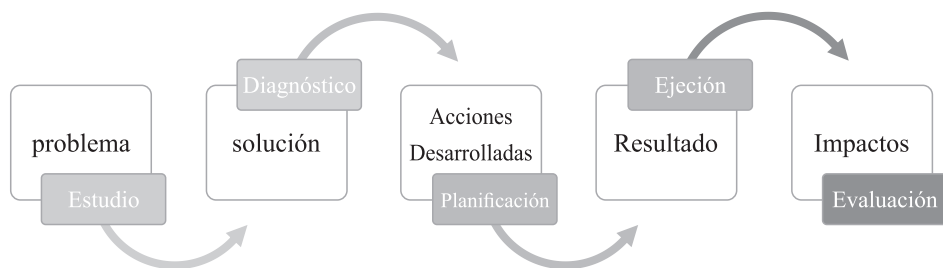 problema
Estudio
Diagnóstico
solución
Acciones
Desarrolladas
Planificación
Ejeción
Resultado
Impactos
Evaluación